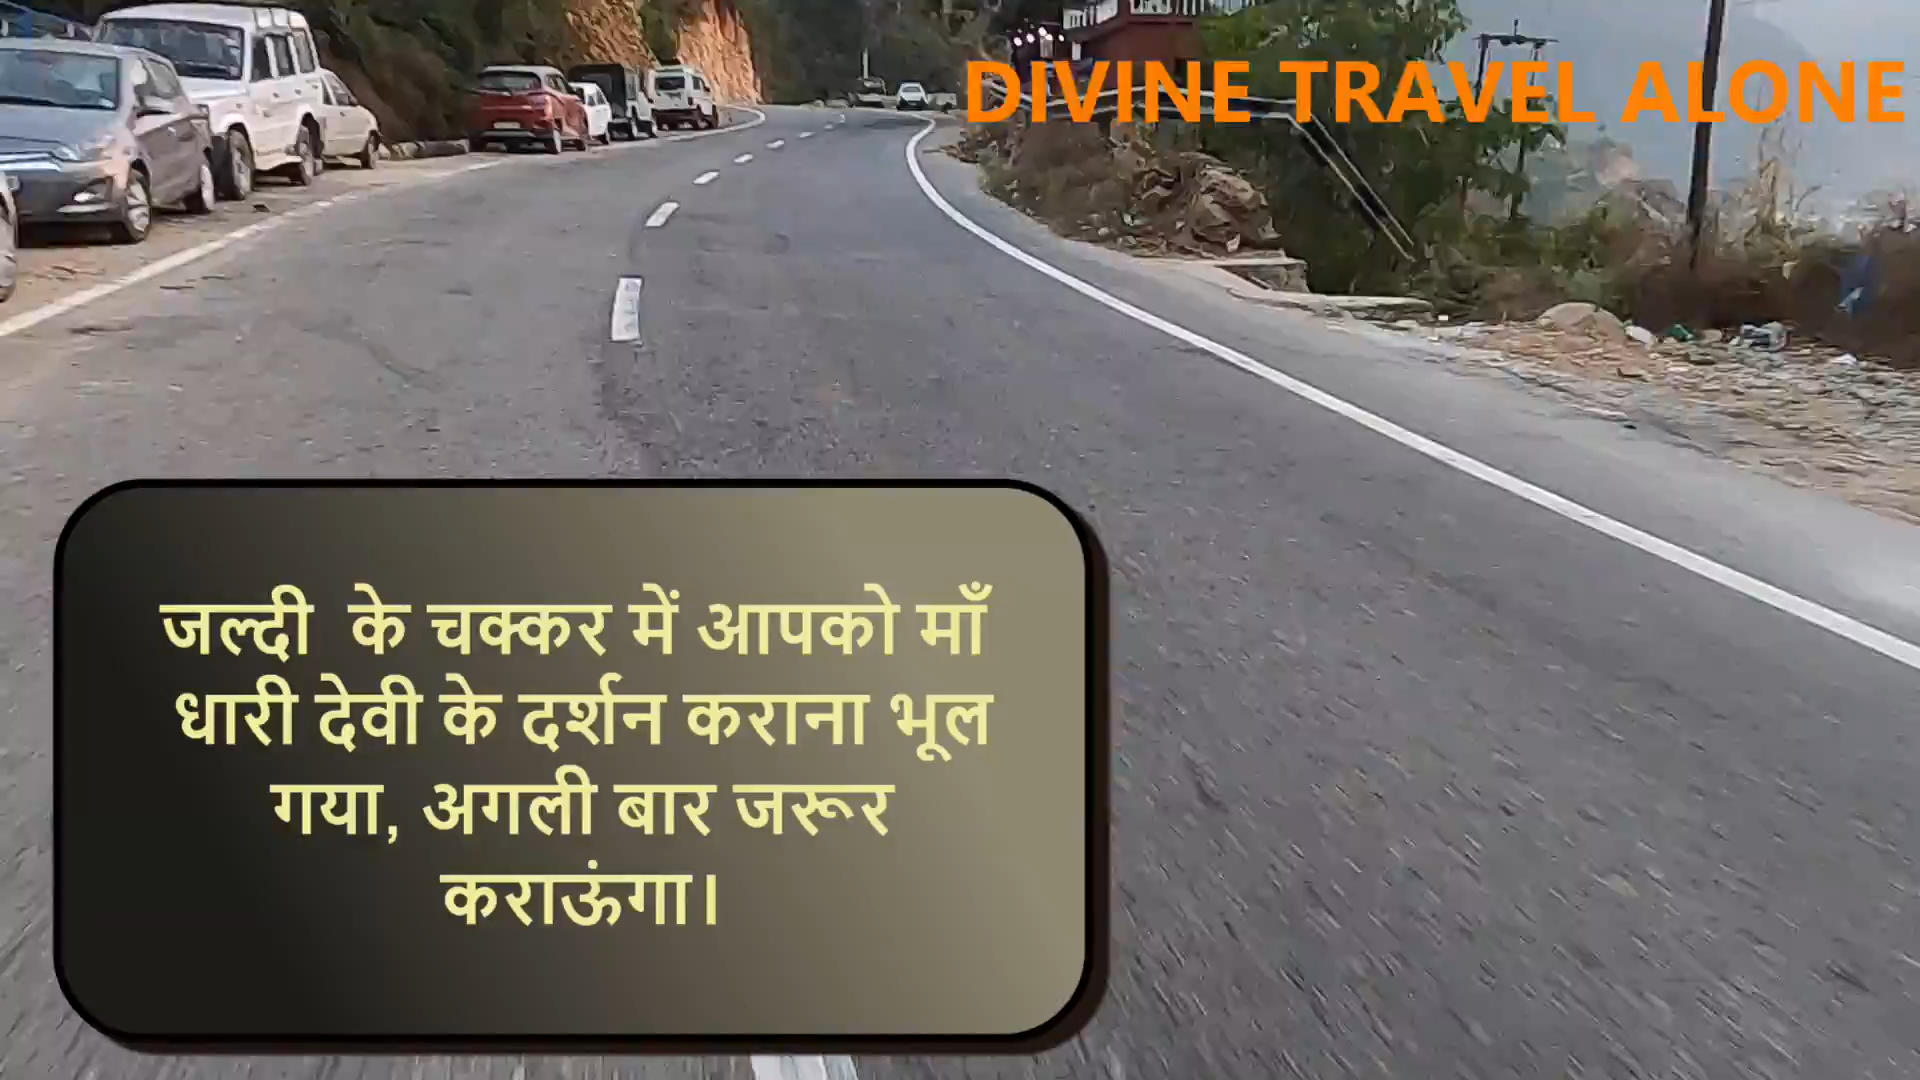 DIVINE TRAVEL ALONE
जल्दी के चक्कर में आपको माँ
धारी देवी के दर्शन कराना भूल
गया, अगली बार जरूर
कराऊंगा।